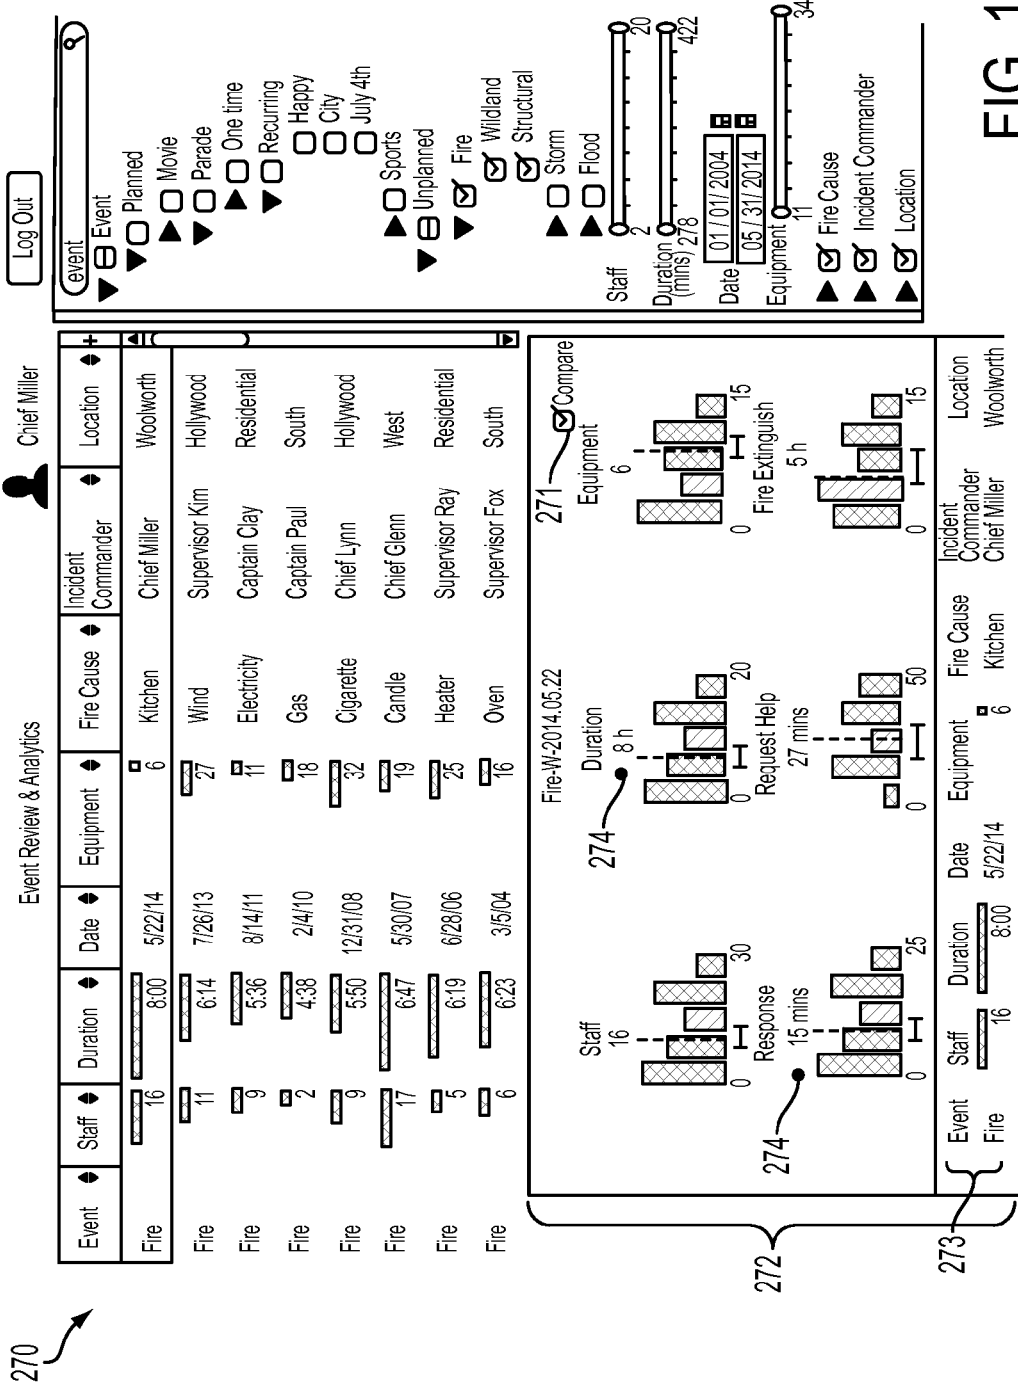 270
Event Review & Analytics
Chief Miller
Log Out
Event Staff Duration Date Equipment Fire Cause Incident Commander Location +
Fire 16 8:00 5/22/14 6 Kitchen Chief Miller Woolworth
Fire 11 6:14 7/26/13 27 Wind Supervisor Kim Hollywood
Fire 9 5:36 8/14/11 11 Electricity Captain Clay Residential
Fire 2 4:38 2/4/10 18 Gas Captain Paul South
Fire 9 5:50 12/31/08 32 Cigarette Chief Lynn Hollywood
Fire 17 6:47 5/30/07 19 Candle Chief Glenn West
Fire 5 6:19 6/28/06 25 Heater Supervisor Ray Residential
Fire 6 6:23 3/5/04 16 Oven Supervisor Fox South
event
Event
Planned
Movie
Parade
One time
Recurring
Happy
City
July 4th
Sports
Unplanned
Fire
Wildland
Structural
Storm
Flood
Staff 2 20
Duration (mins) 278 422
Date 01/01/2004
05/31/2014
Equipment 11 34
Fire Cause
Incident Commander
Location
272
Fire-W-2014.05.22
271
Compare
Staff
16
0 30
274
Duration
8 h
0 20
Equipment
6
0 15
274
Response
15 mins
0 25
Request Help
27 mins
0 50
Fire Extinguish
5 h
0 15
273
Event Staff Duration Date Equipment Fire Cause Incident Commander Location
Fire 16 8:00 5/22/14 6 Kitchen Chief Miller Woolworth
FIG. 1